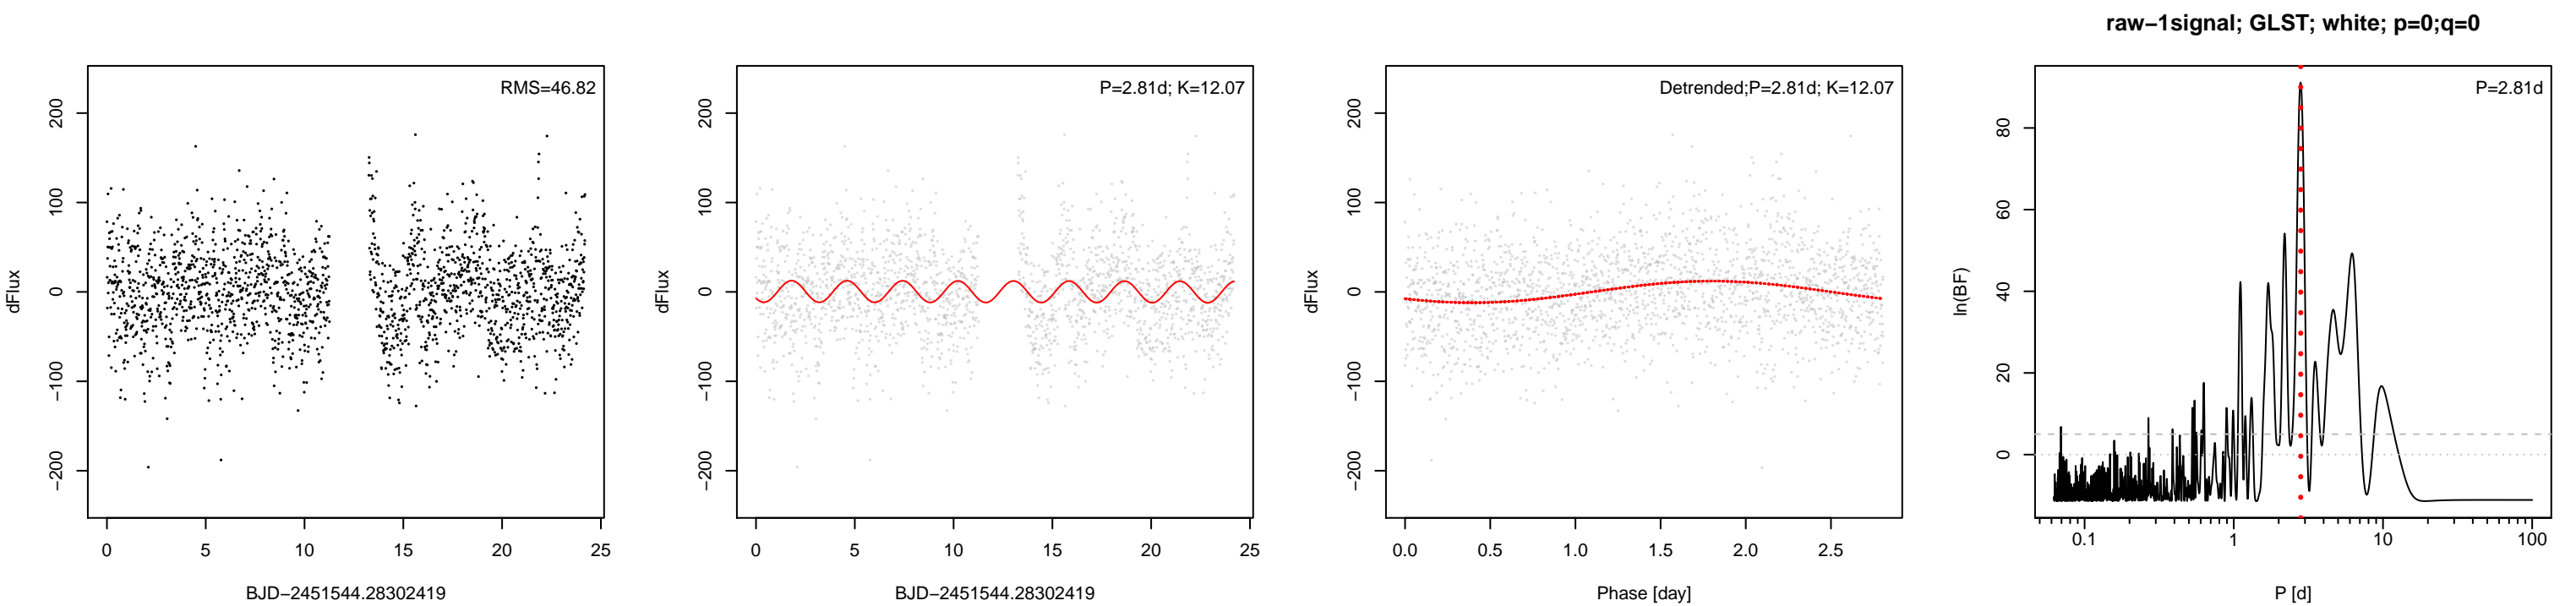 raw−1signal; GLST; white; p=0;q=0
RMS=46.82
dFlux
200
100
0
−100
−200
0 5 10 15 20 25
BJD−2451544.28302419
P=2.81d; K=12.07
dFlux
200
100
0
−100
−200
0 5 10 15 20 25
BJD−2451544.28302419
Detrended;P=2.81d; K=12.07
dFlux
200
100
0
−100
−200
0.0 0.5 1.0 1.5 2.0 2.5
Phase [day]
P=2.81d
ln(BF)
80
60
40
20
0
0.1 1 10 100
P [d]